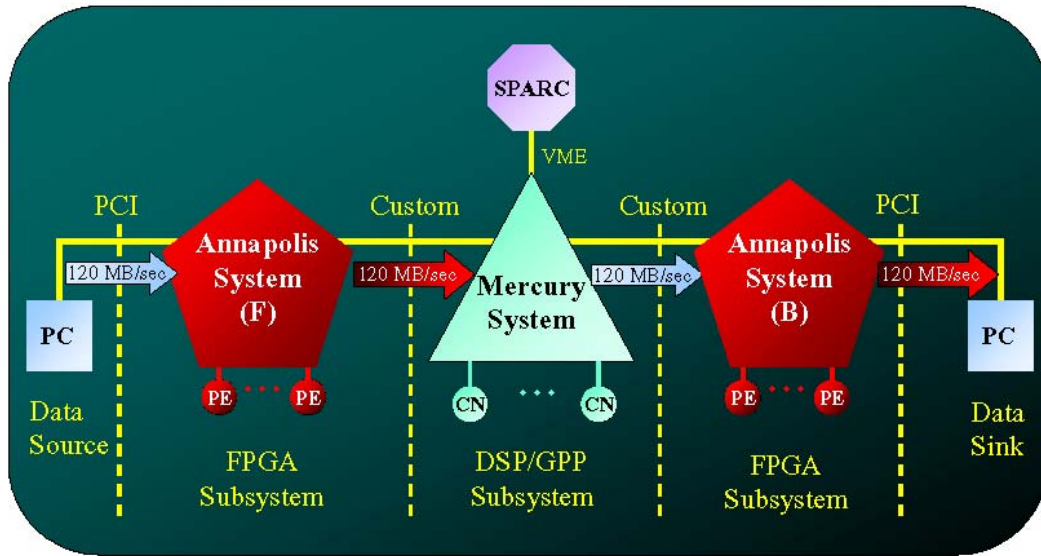 SPARC
VME
PCI
Custom
Custom
PCI
Annapolis
System
(F)
Mercury
System
Annapolis
System
(B)
120 MB/sec
120 MB/sec
120 MB/sec
120 MB/sec
PC
PC
PE
PE
CN
CN
PE
PE
Data
Source
FPGA
Subsystem
DSP/GPP
Subsystem
FPGA
Subsystem
Data
Sink